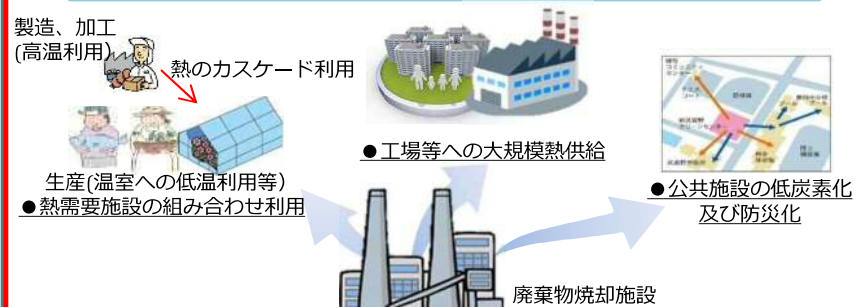 製造、加工
(高温利用)
熱のカスケード利用
生産(温室への低温利用等)
●熱需要施設の組み合わせ利用
●工場等への大規模熱供給
●公共施設の低炭素化
及び防災化
廃棄物焼却施設